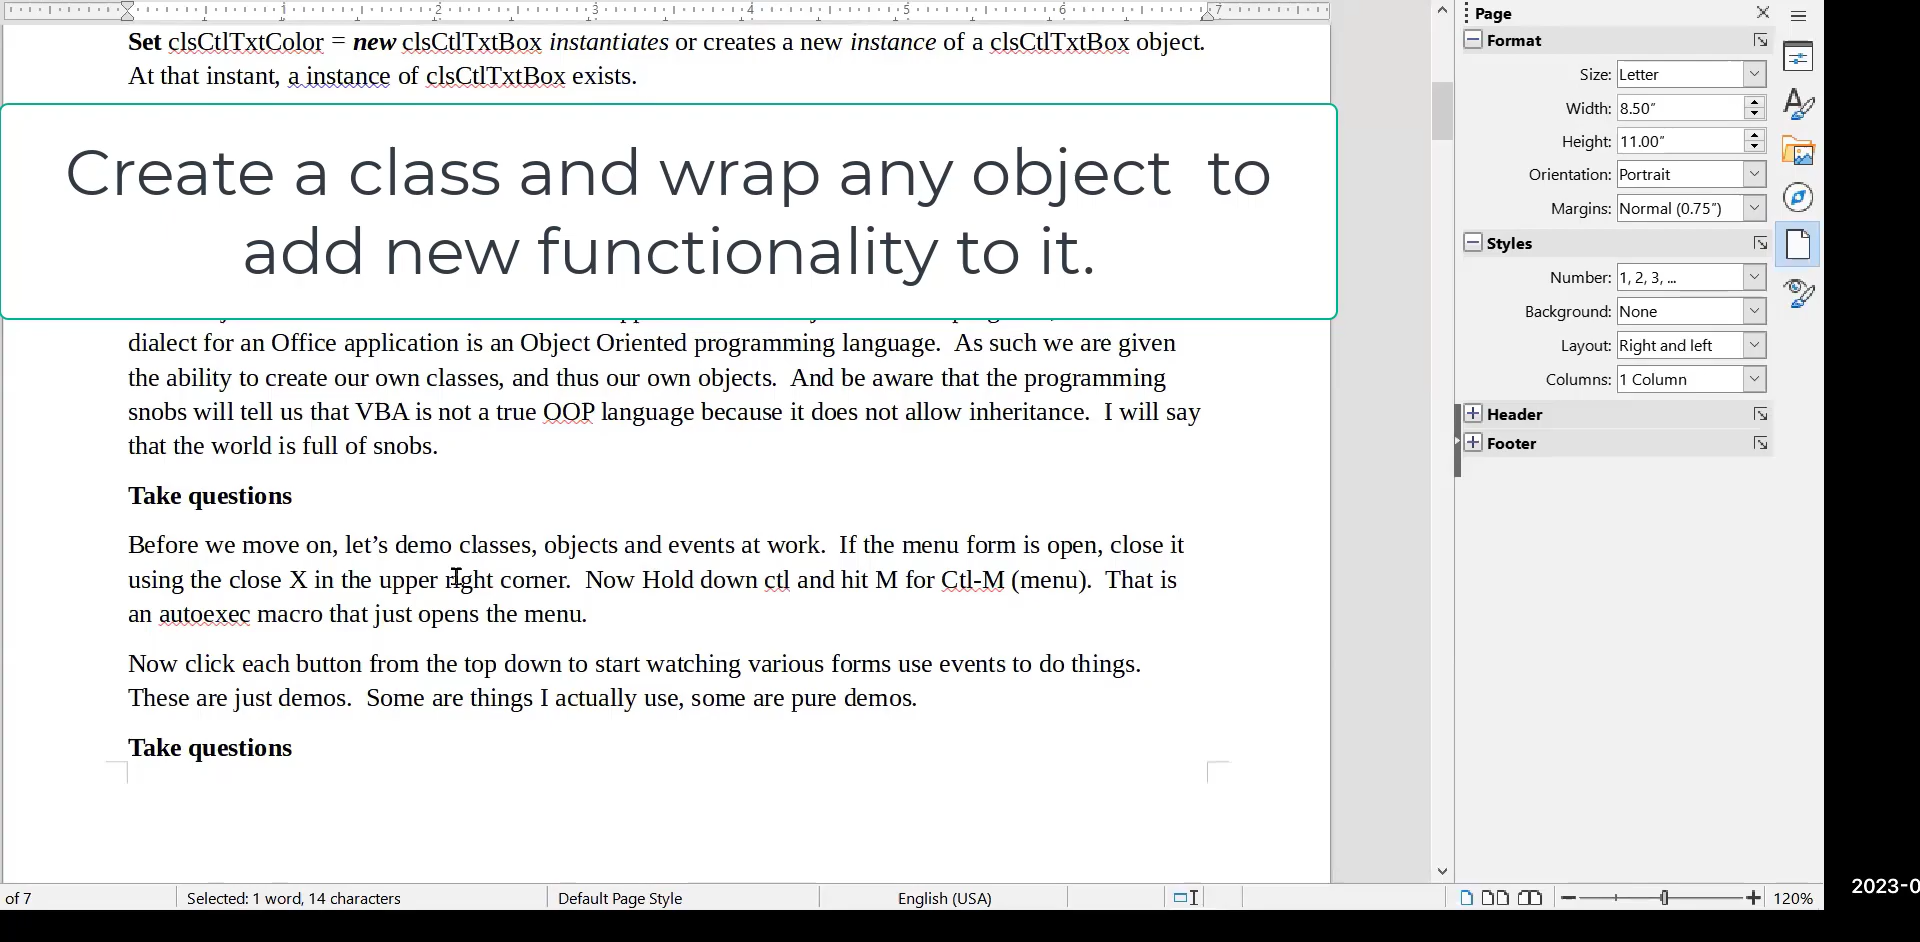 1 2 3 4 5 6 7
Set clsCtlTxtColor = new clsCtlTxtBox instantiates or creates a new instance of a clsCtlTxtBox object.
At that instant, a instance of clsCtlTxtBox exists.
Create a class and wrap any object to
add new functionality to it.
dialect for an Office application is an Object Oriented programming language. As such we are given
the ability to create our own classes, and thus our own objects. And be aware that the programming
snobs will tell us that VBA is not a true OOP language because it does not allow inheritance. I will say
that the world is full of snobs.
Take questions
Before we move on, let’s demo classes, objects and events at work. If the menu form is open, close it
using the close X in the upper right corner. Now Hold down ctl and hit M for Ctl-M (menu). That is
an autoexec macro that just opens the menu.
Now click each button from the top down to start watching various forms use events to do things.
These are just demos. Some are things I actually use, some are pure demos.
Take questions
Page
Format
Size: Letter
Width: 8.50″
Height: 11.00″
Orientation: Portrait
Margins: Normal (0.75″)
Styles
Number: 1, 2, 3, ...
Background: None
Layout: Right and left
Columns: 1 Column
Header
Footer
of 7 Selected: 1 word, 14 characters Default Page Style English (USA) 120%
2023-0